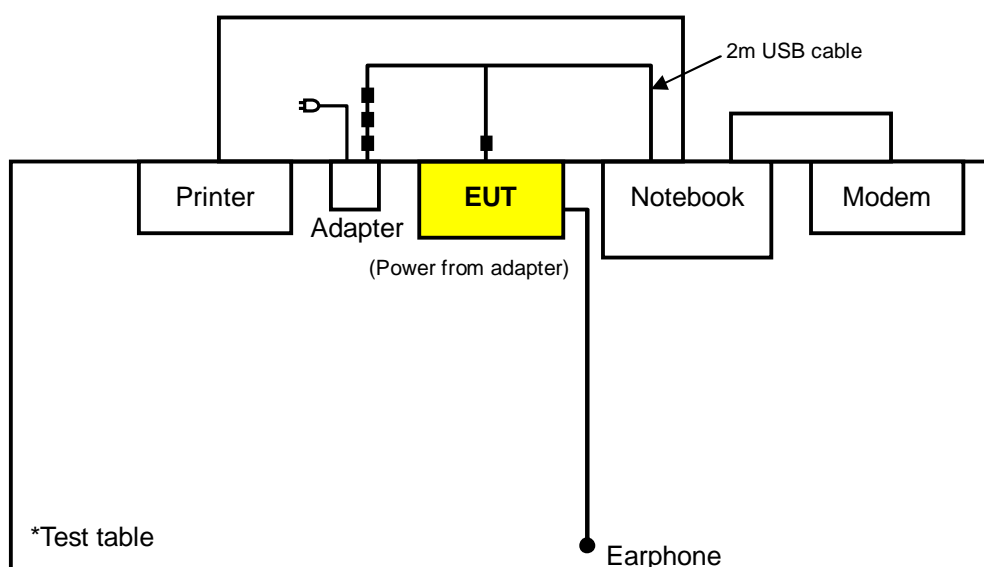 2m USB cable
Printer
Adapter
EUT
(Power from adapter)
Notebook
Modem
*Test table
Earphone